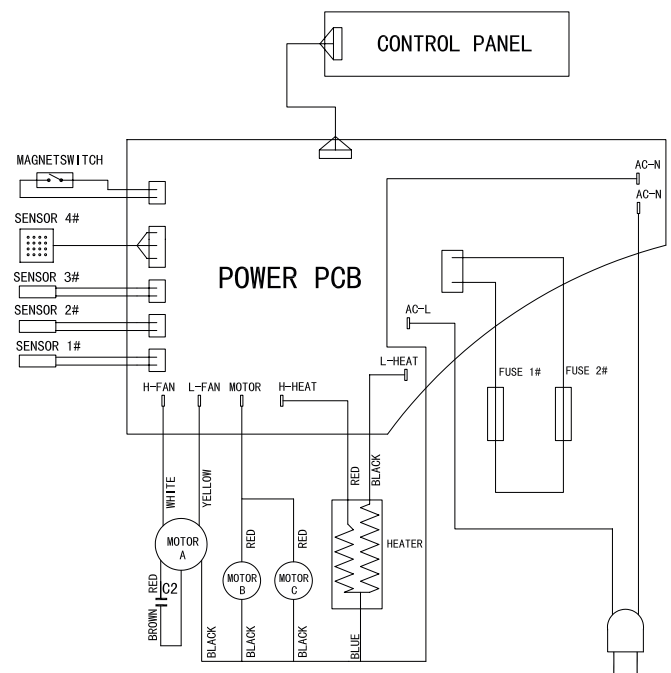 CONTROL PANEL
MAGNETSWITCH
AC-N
AC-N
SENSOR 4#
SENSOR 3#
SENSOR 2#
SENSOR 1#
POWER PCB
AC-L
L-HEAT
H-FAN
L-FAN
MOTOR
H-HEAT
FUSE 1#
FUSE 2#
WHITE
YELLOW
RED
BLACK
MOTOR
A
RED
RED
HEATER
RED
C2
MOTOR
B
MOTOR
C
BROWN
BLACK
BLACK
BLACK
BLUE